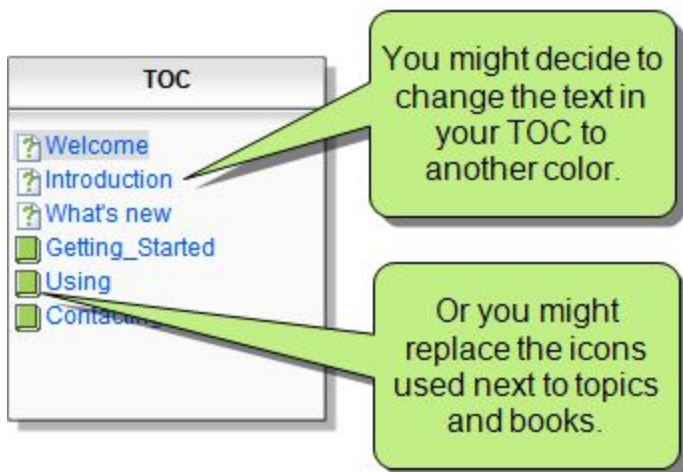 TOC
Welcome
Introduction
What's new
Getting_Started
Using
Contacting
You might decide to
change the text in
your TOC to
another color.
Or you might
replace the icons
used next to topics
and books.